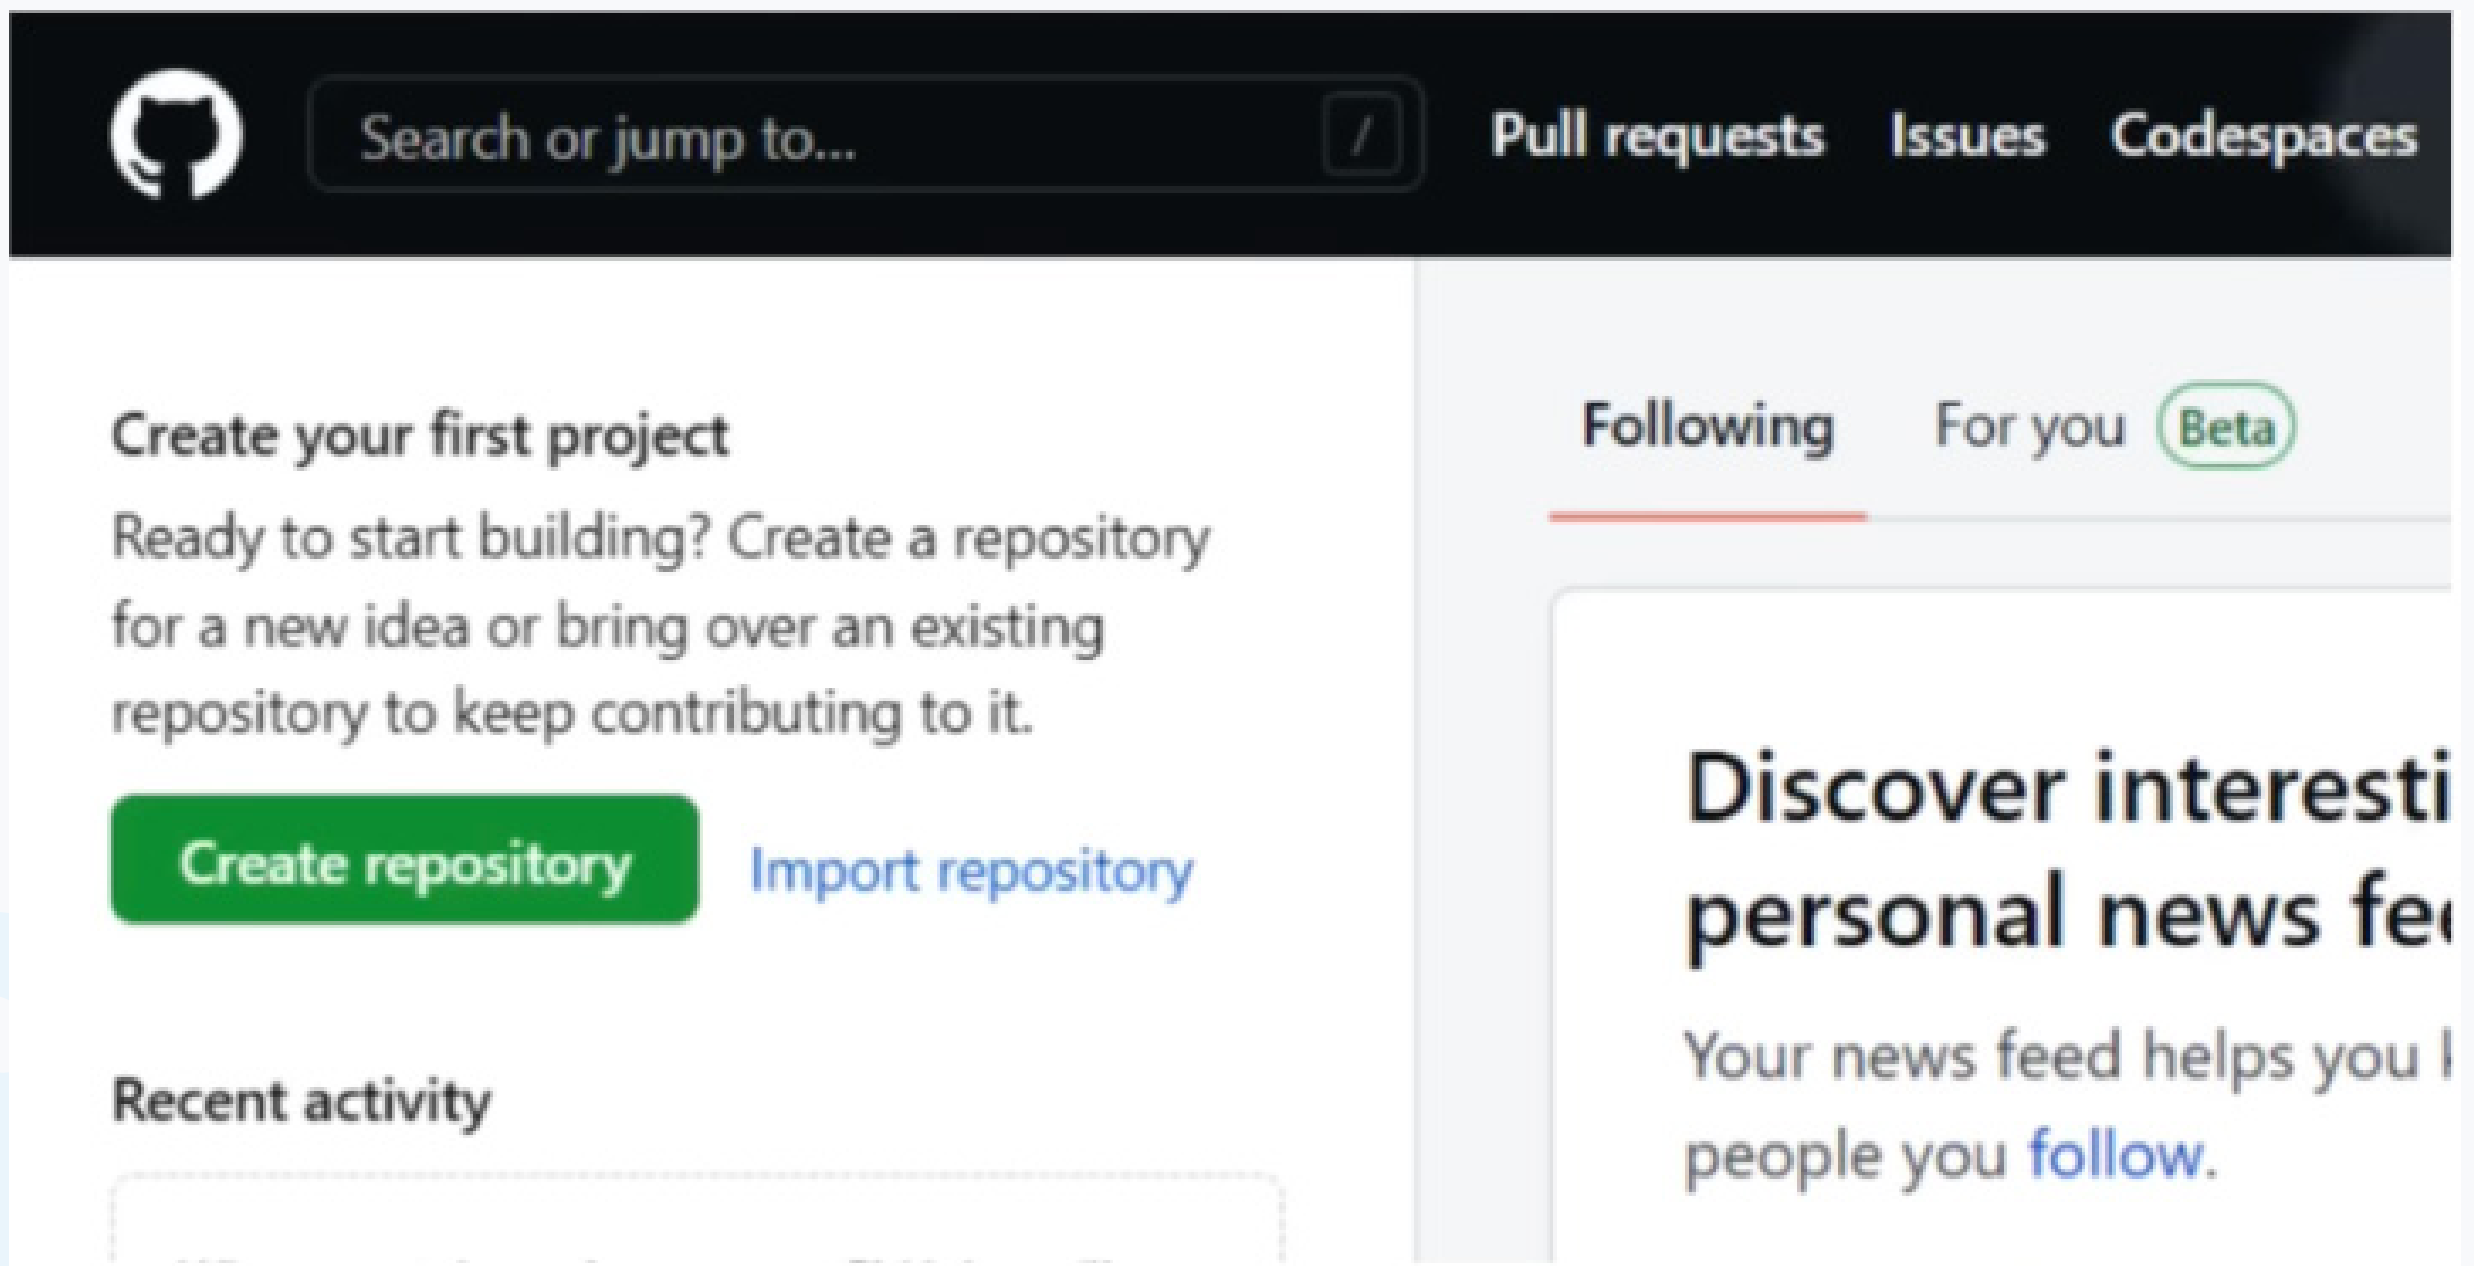 Search or jump to... /
Pull requests Issues Codespaces
Create your first project
Ready to start building? Create a repository
for a new idea or bring over an existing
repository to keep contributing to it.
Create repository Import repository
Recent activity
Following For you Beta
Discover interesti
personal news fee
Your news feed helps you
people you follow.